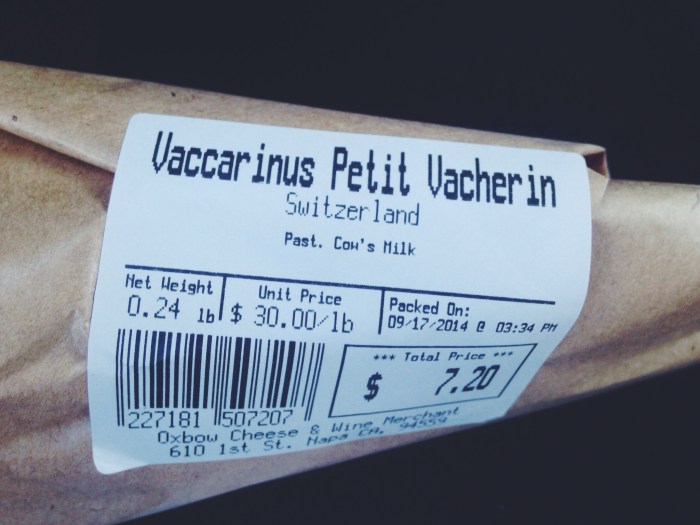 Vaccarinus Petit Vacherin
Switzerland
Past. Cow's Milk
Net Weight
0.24 lb
Unit Price
$ 30.00/lb
Packed On:
09/17/2014 @ 03:34 PM
*** Total Price ***
$ 7.20
227181 507207
Oxbow Cheese & Wine Merchant
610 1st St. Napa CA. 94559